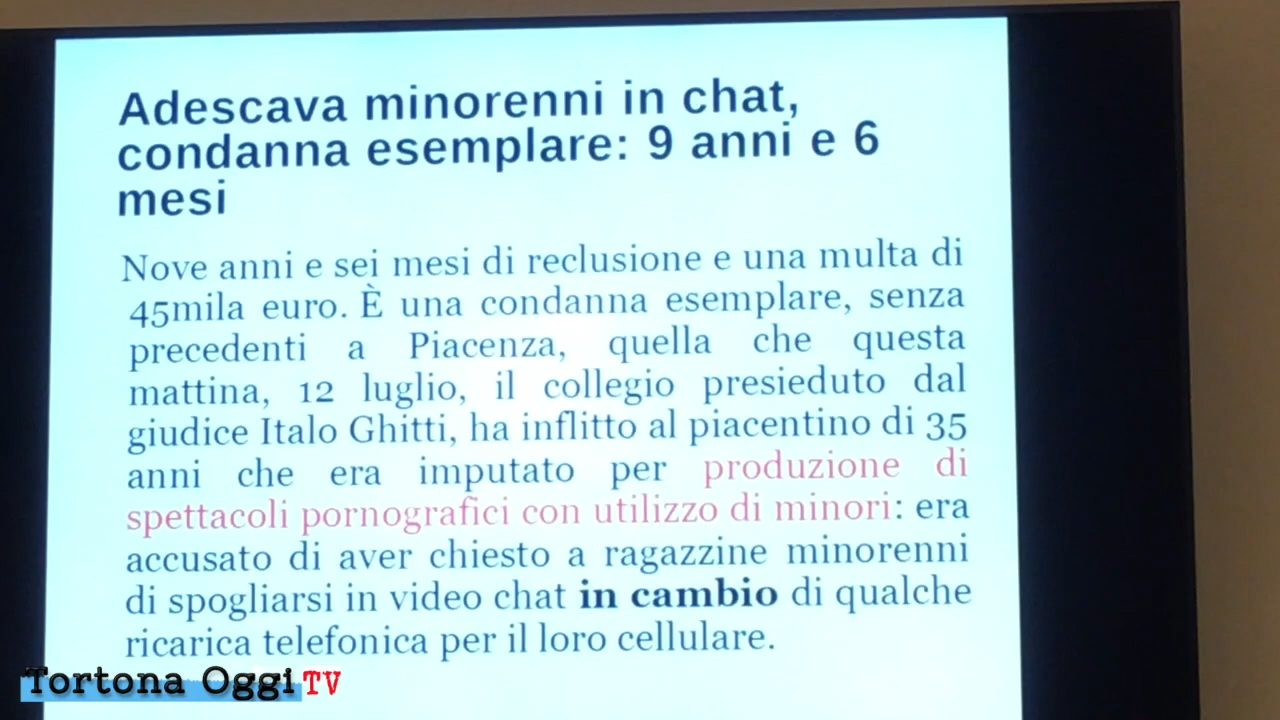 Adescava minorenni in chat,
condanna esemplare: 9 anni e 6
mesi
Nove anni e sei mesi di reclusione e una multa di
45mila euro. È una condanna esemplare, senza
precedenti a Piacenza, quella che questa
mattina, 12 luglio, il collegio presieduto dal
giudice Italo Ghitti, ha inflitto al piacentino di 35
anni che era imputato per produzione di
spettacoli pornografici con utilizzo di minori: era
accusato di aver chiesto a ragazzine minorenni
di spogliarsi in video chat in cambio di qualche
ricarica telefonica per il loro cellulare.
Tortona Oggi TV